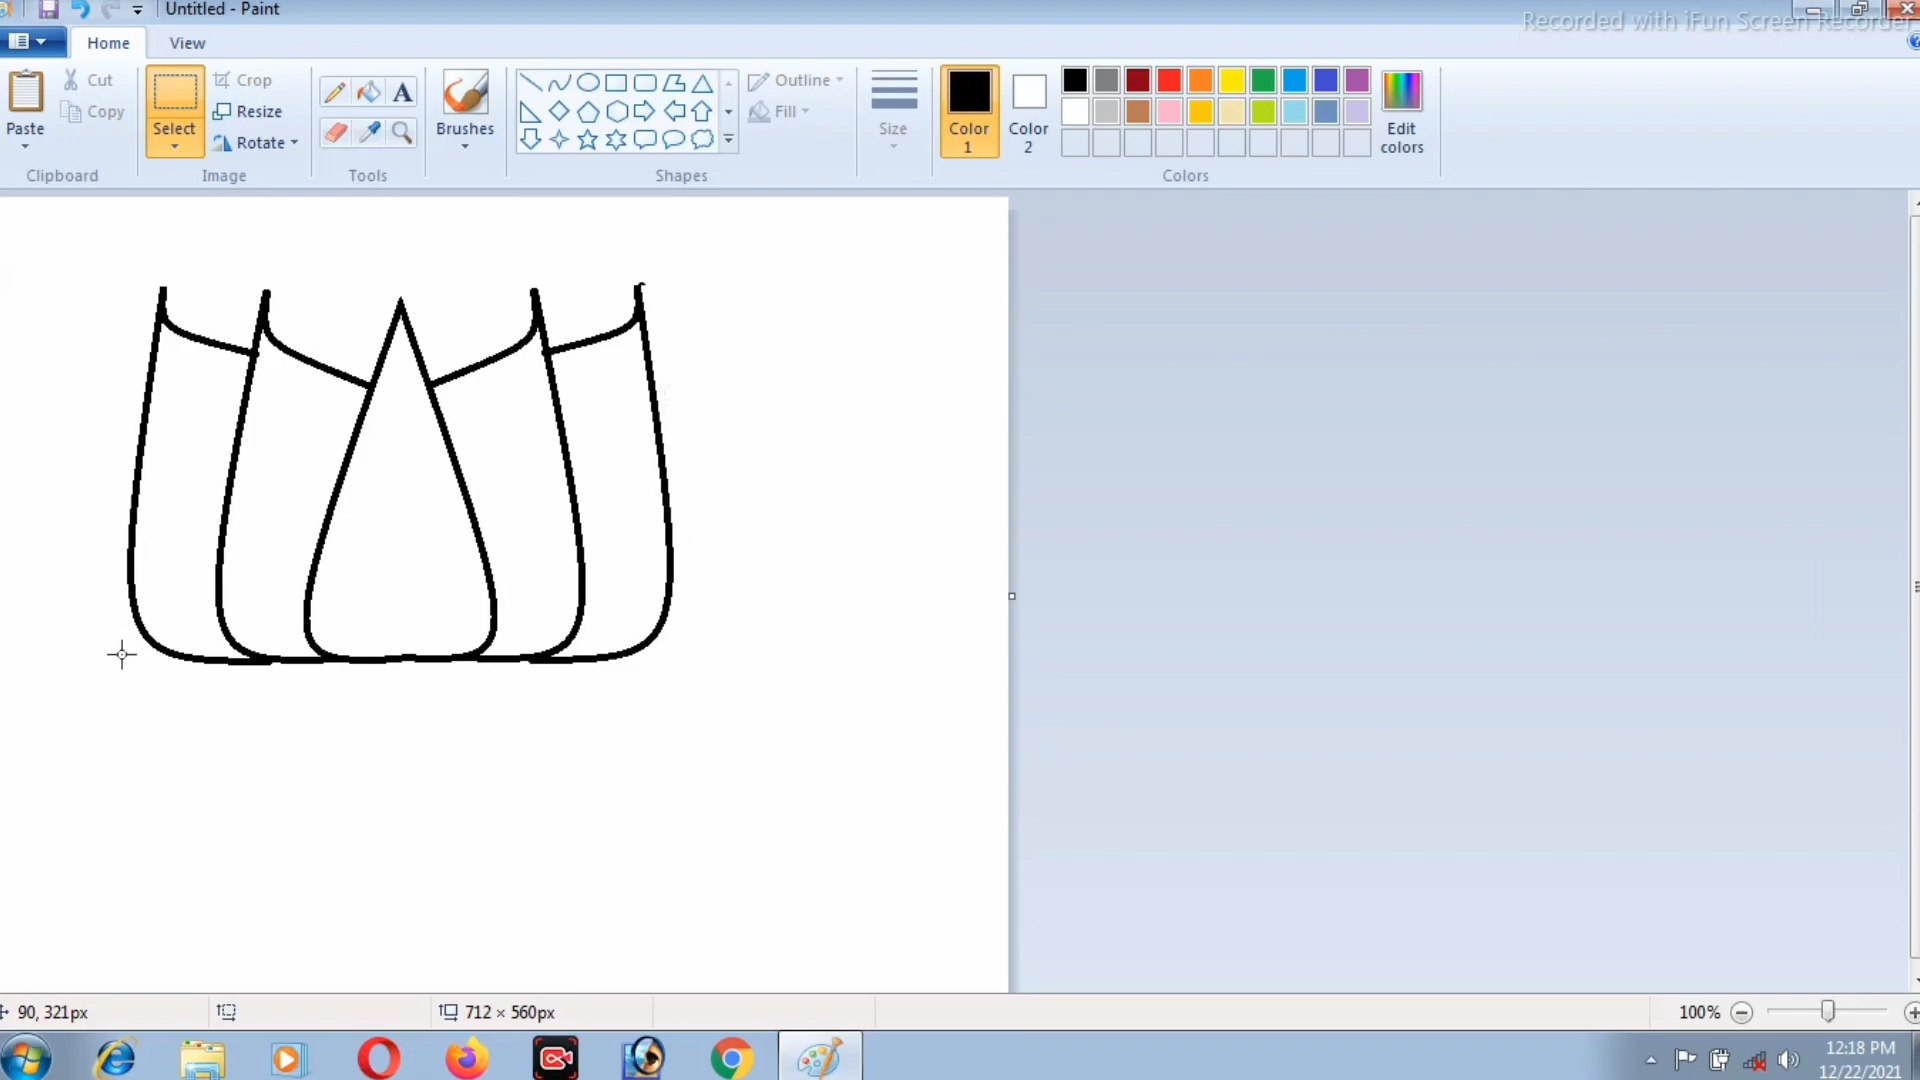 Untitled - Paint
Recorded with iFun Screen Recorder
Home View
Paste
Cut
Copy
Clipboard
Select
Crop
Resize
Rotate
Image
A
Tools
Brushes
Outline
Fill
Shapes
Size
Color 1
Color 2
Edit colors
Colors
90, 321px
712 × 560px
100%
12:18 PM
12/22/2021